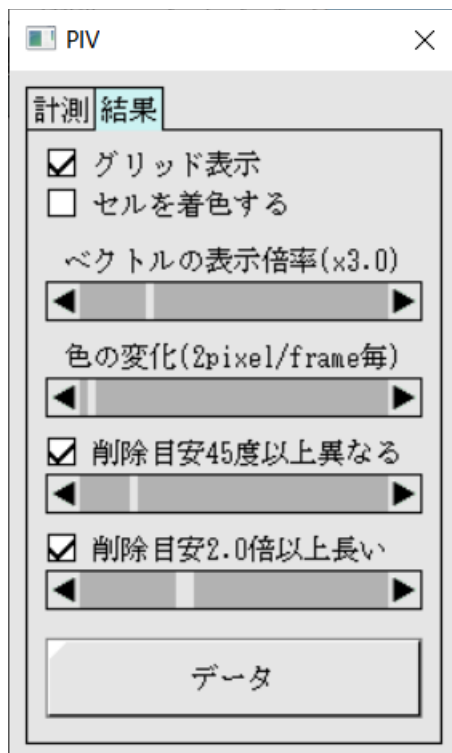 PIV
計測 結果
グリッド表示
セルを着色する
ベクトルの表示倍率(x3.0)
色の変化(2pixel/frame毎)
削除目安45度以上異なる
削除目安2.0倍以上長い
データ